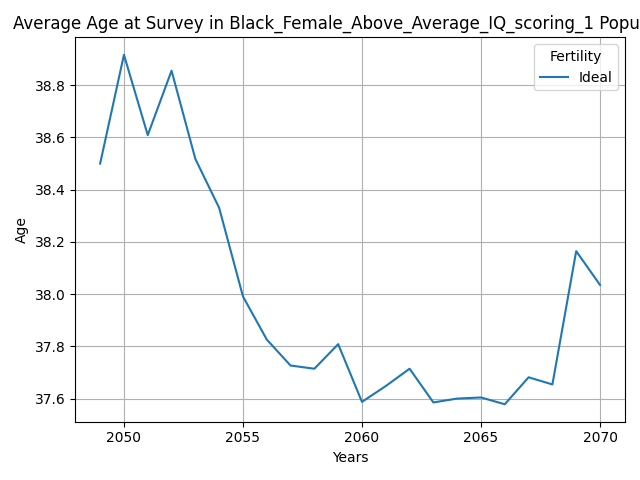 Average Age at Survey in Black_Female_Above_Average_IQ_scoring_1 Popu
Fertility
Ideal
38.8
38.6
38.4
38.2
38.0
37.8
37.6
Age
2050 2055 2060 2065 2070
Years